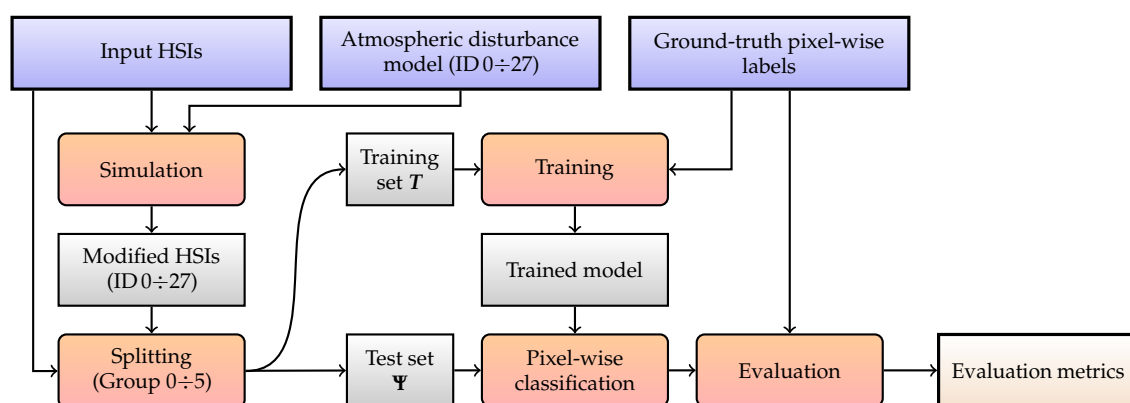 Input HSIs
Atmospheric disturbance
model (ID 0÷27)
Ground-truth pixel-wise
labels
Simulation
Training
set T
Training
Modified HSIs
(ID 0÷27)
Trained model
Splitting
(Group 0÷5)
Test set
Ψ
Pixel-wise
classification
Evaluation
Evaluation metrics